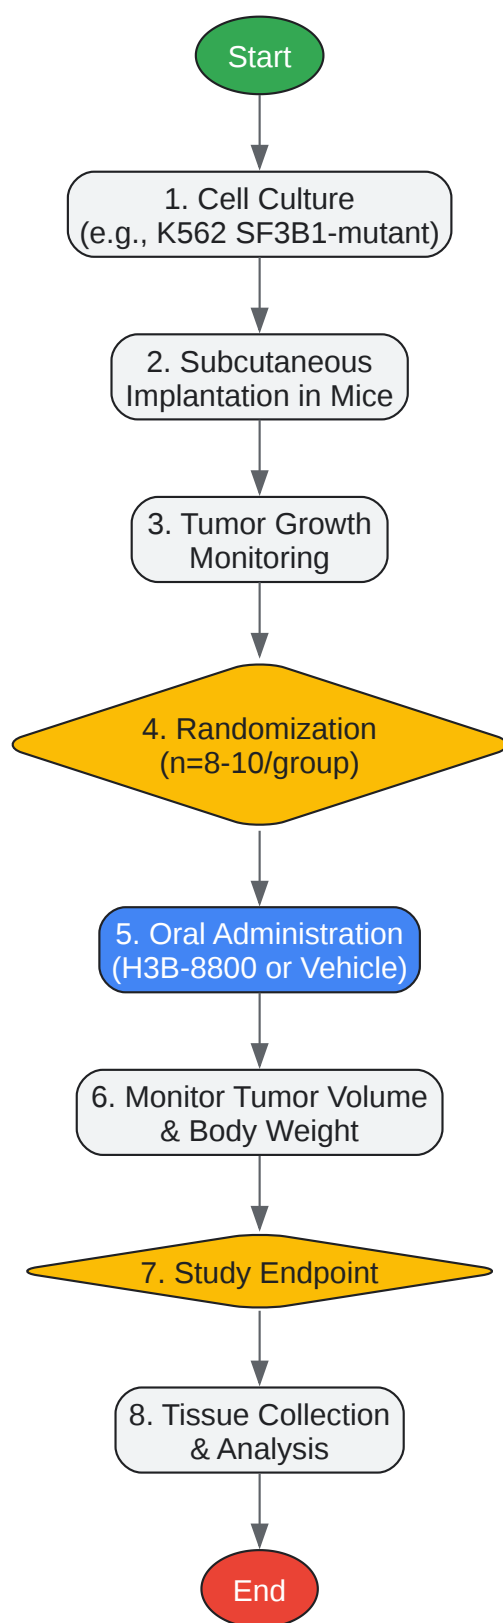 Start
1. Cell Culture
(e.g., K562 SF3B1-mutant)
2. Subcutaneous
Implantation in Mice
3. Tumor Growth
Monitoring
4. Randomization
(n=8-10/group)
5. Oral Administration
(H3B-8800 or Vehicle)
6. Monitor Tumor Volume
& Body Weight
7. Study Endpoint
8. Tissue Collection
& Analysis
End